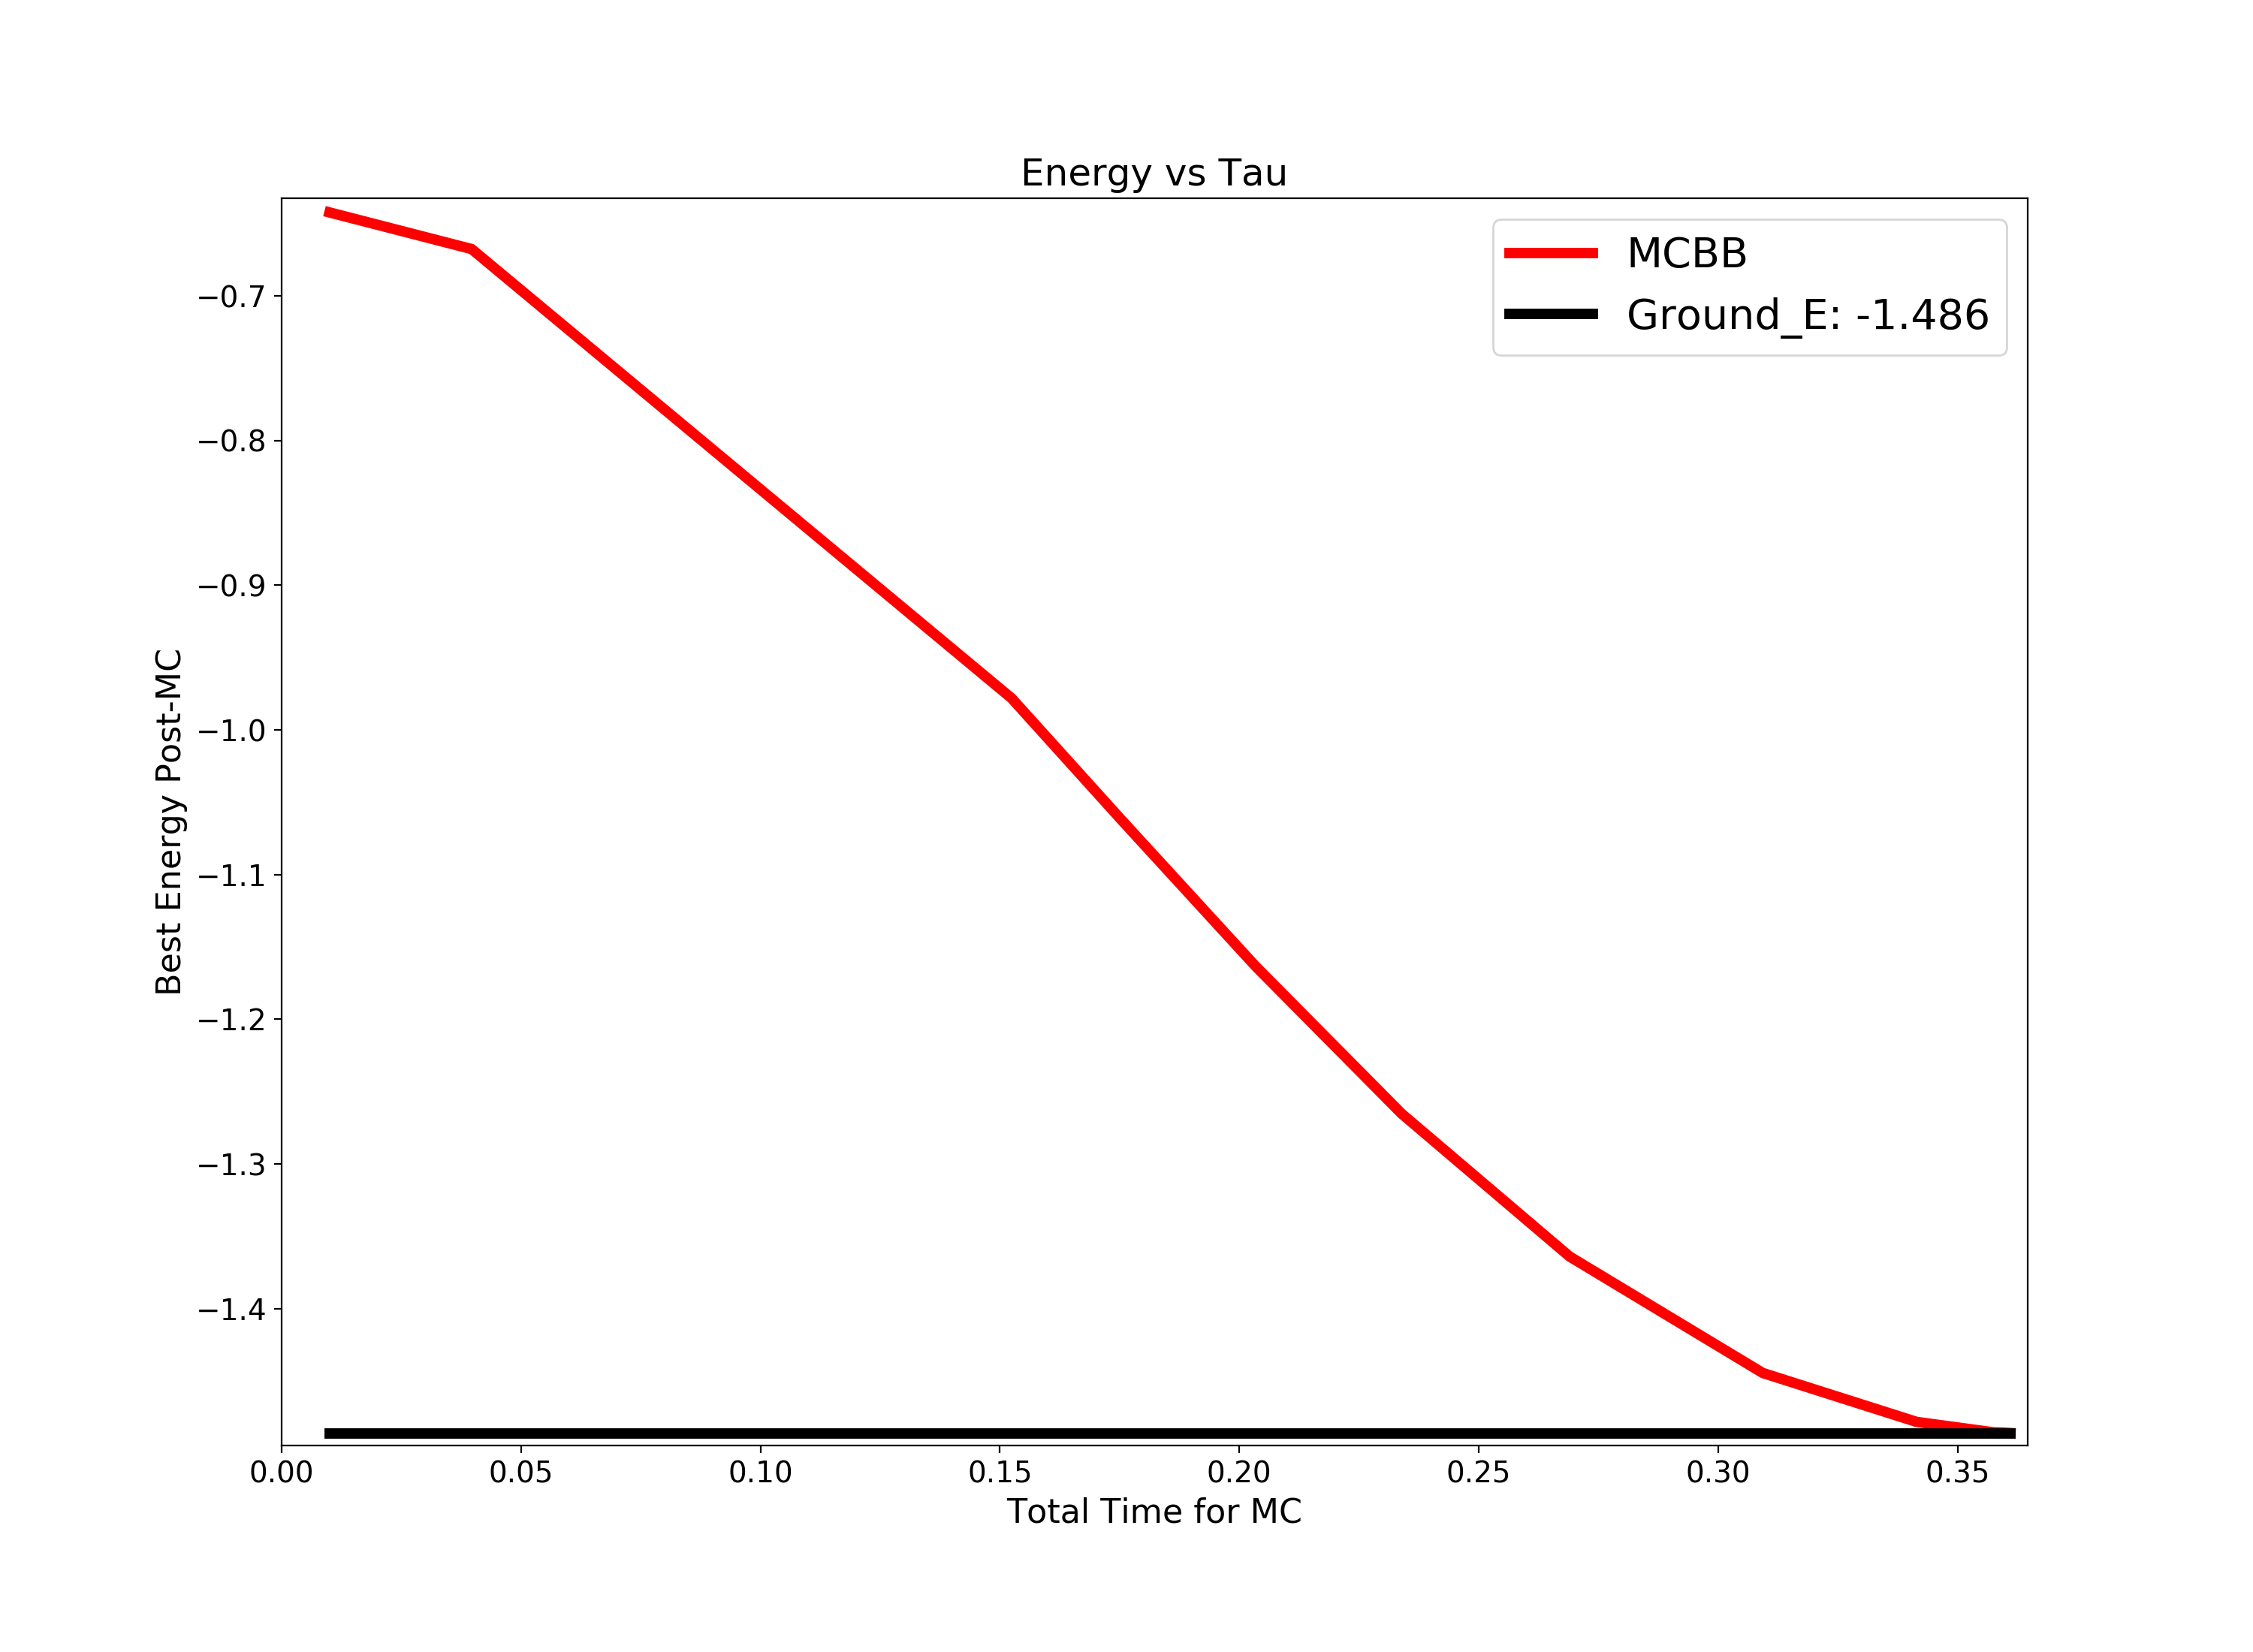 Energy vs Tau
MCBB
Ground_E: -1.486
Best Energy Post-MC
−0.7
−0.8
−0.9
−1.0
−1.1
−1.2
−1.3
−1.4
0.00 0.05 0.10 0.15 0.20 0.25 0.30 0.35
Total Time for MC